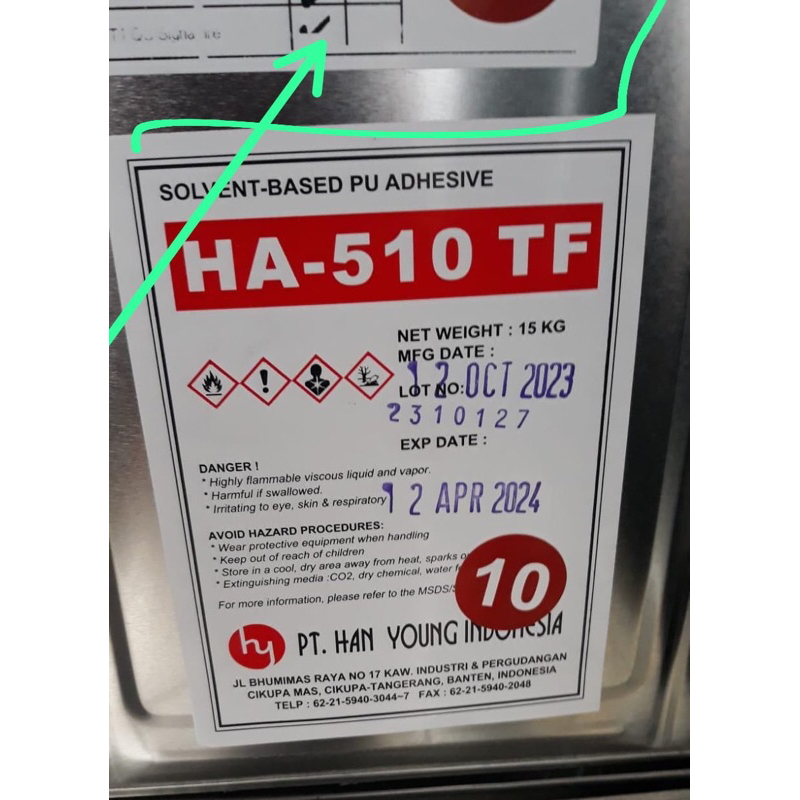 SOLVENT-BASED PU ADHESIVE
HA-510 TF
NET WEIGHT : 15 KG
MFG DATE :
12 OCT 2023
LOT NO:
2310127
EXP DATE :
12 APR 2024
DANGER !
* Highly flammable viscous liquid and vapor.
* Harmful if swallowed.
* Irritating to eye, skin & respiratory
AVOID HAZARD PROCEDURES:
* Wear protective equipment when handling
* Keep out of reach of children
* Store in a cool, dry area away from heat, sparks
* Extinguishing media :CO2, dry chemical, water
For more information, please refer to the MSDS/
10
hy PT. HAN YOUNG INDONESIA
JL BHUMIMAS RAYA NO 17 KAW. INDUSTRI & PERGUDANGAN
CIKUPA MAS, CIKUPA-TANGERANG, BANTEN, INDONESIA
TELP : 62-21-5940-3044~7 FAX : 62-21-5940-2048